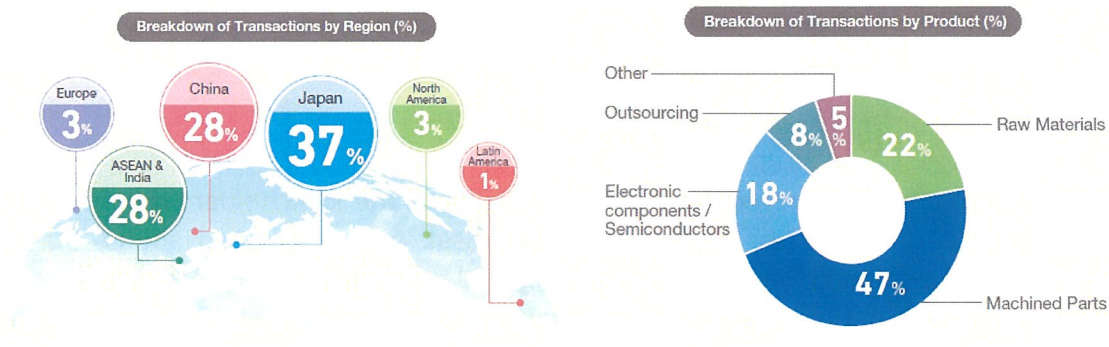 Breakdown of Transactions by Region (%)
Europe
3%
ASEAN &
India
28%
China
28%
Japan
37%
North
America
3%
Latin
America
1%
Breakdown of Transactions by Product (%)
Other
5
%
Outsourcing
8%
Electronic
components /
Semiconductors
18%
22%
Raw Materials
47%
Machined Parts